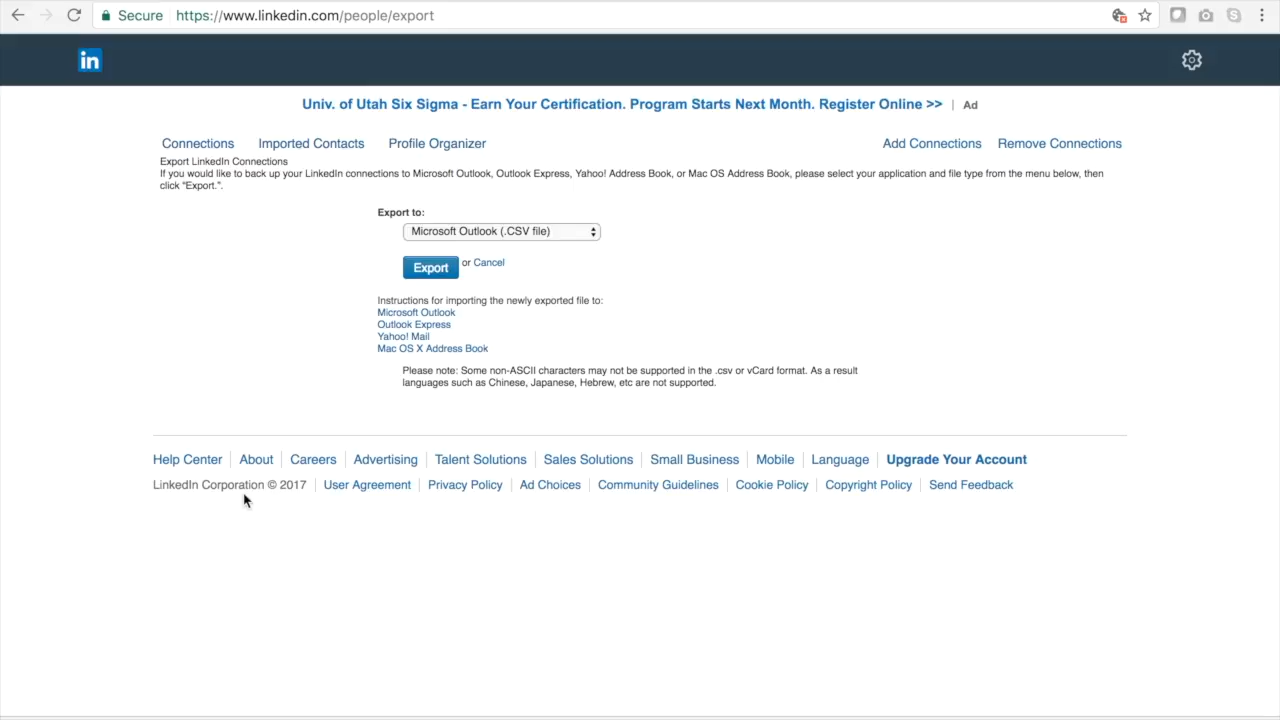 Secure https://www.linkedin.com/people/export
in
Univ. of Utah Six Sigma - Earn Your Certification. Program Starts Next Month. Register Online >> | Ad
Connections Imported Contacts Profile Organizer Add Connections Remove Connections
Export LinkedIn Connections
If you would like to back up your LinkedIn connections to Microsoft Outlook, Outlook Express, Yahoo! Address Book, or Mac OS Address Book, please select your application and file type from the menu below, then
click "Export.".
Export to:
Microsoft Outlook (.CSV file)
Export or Cancel
Instructions for importing the newly exported file to:
Microsoft Outlook
Outlook Express
Yahoo! Mail
Mac OS X Address Book
Please note: Some non-ASCII characters may not be supported in the .csv or vCard format. As a result
languages such as Chinese, Japanese, Hebrew, etc are not supported.
Help Center About Careers Advertising Talent Solutions Sales Solutions Small Business Mobile Language Upgrade Your Account
LinkedIn Corporation © 2017 User Agreement Privacy Policy Ad Choices Community Guidelines Cookie Policy Copyright Policy Send Feedback